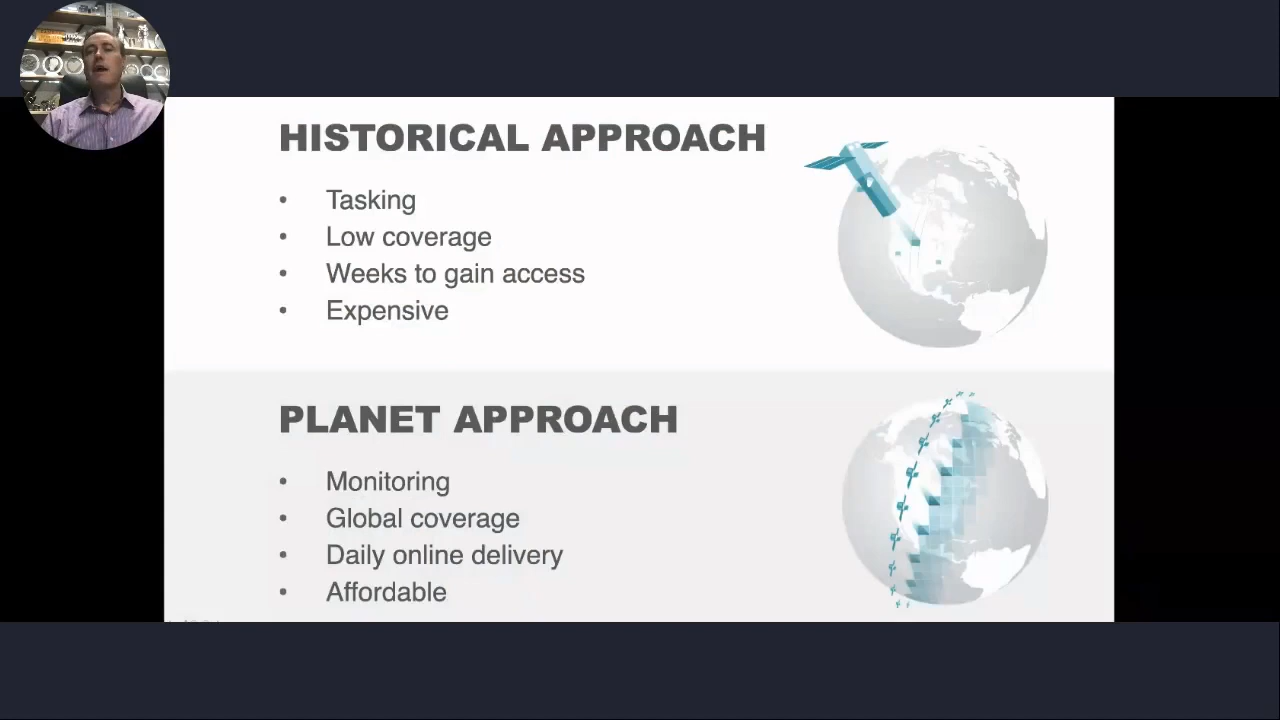 HISTORICAL APPROACH
• Tasking
• Low coverage
• Weeks to gain access
• Expensive
PLANET APPROACH
• Monitoring
• Global coverage
• Daily online delivery
• Affordable